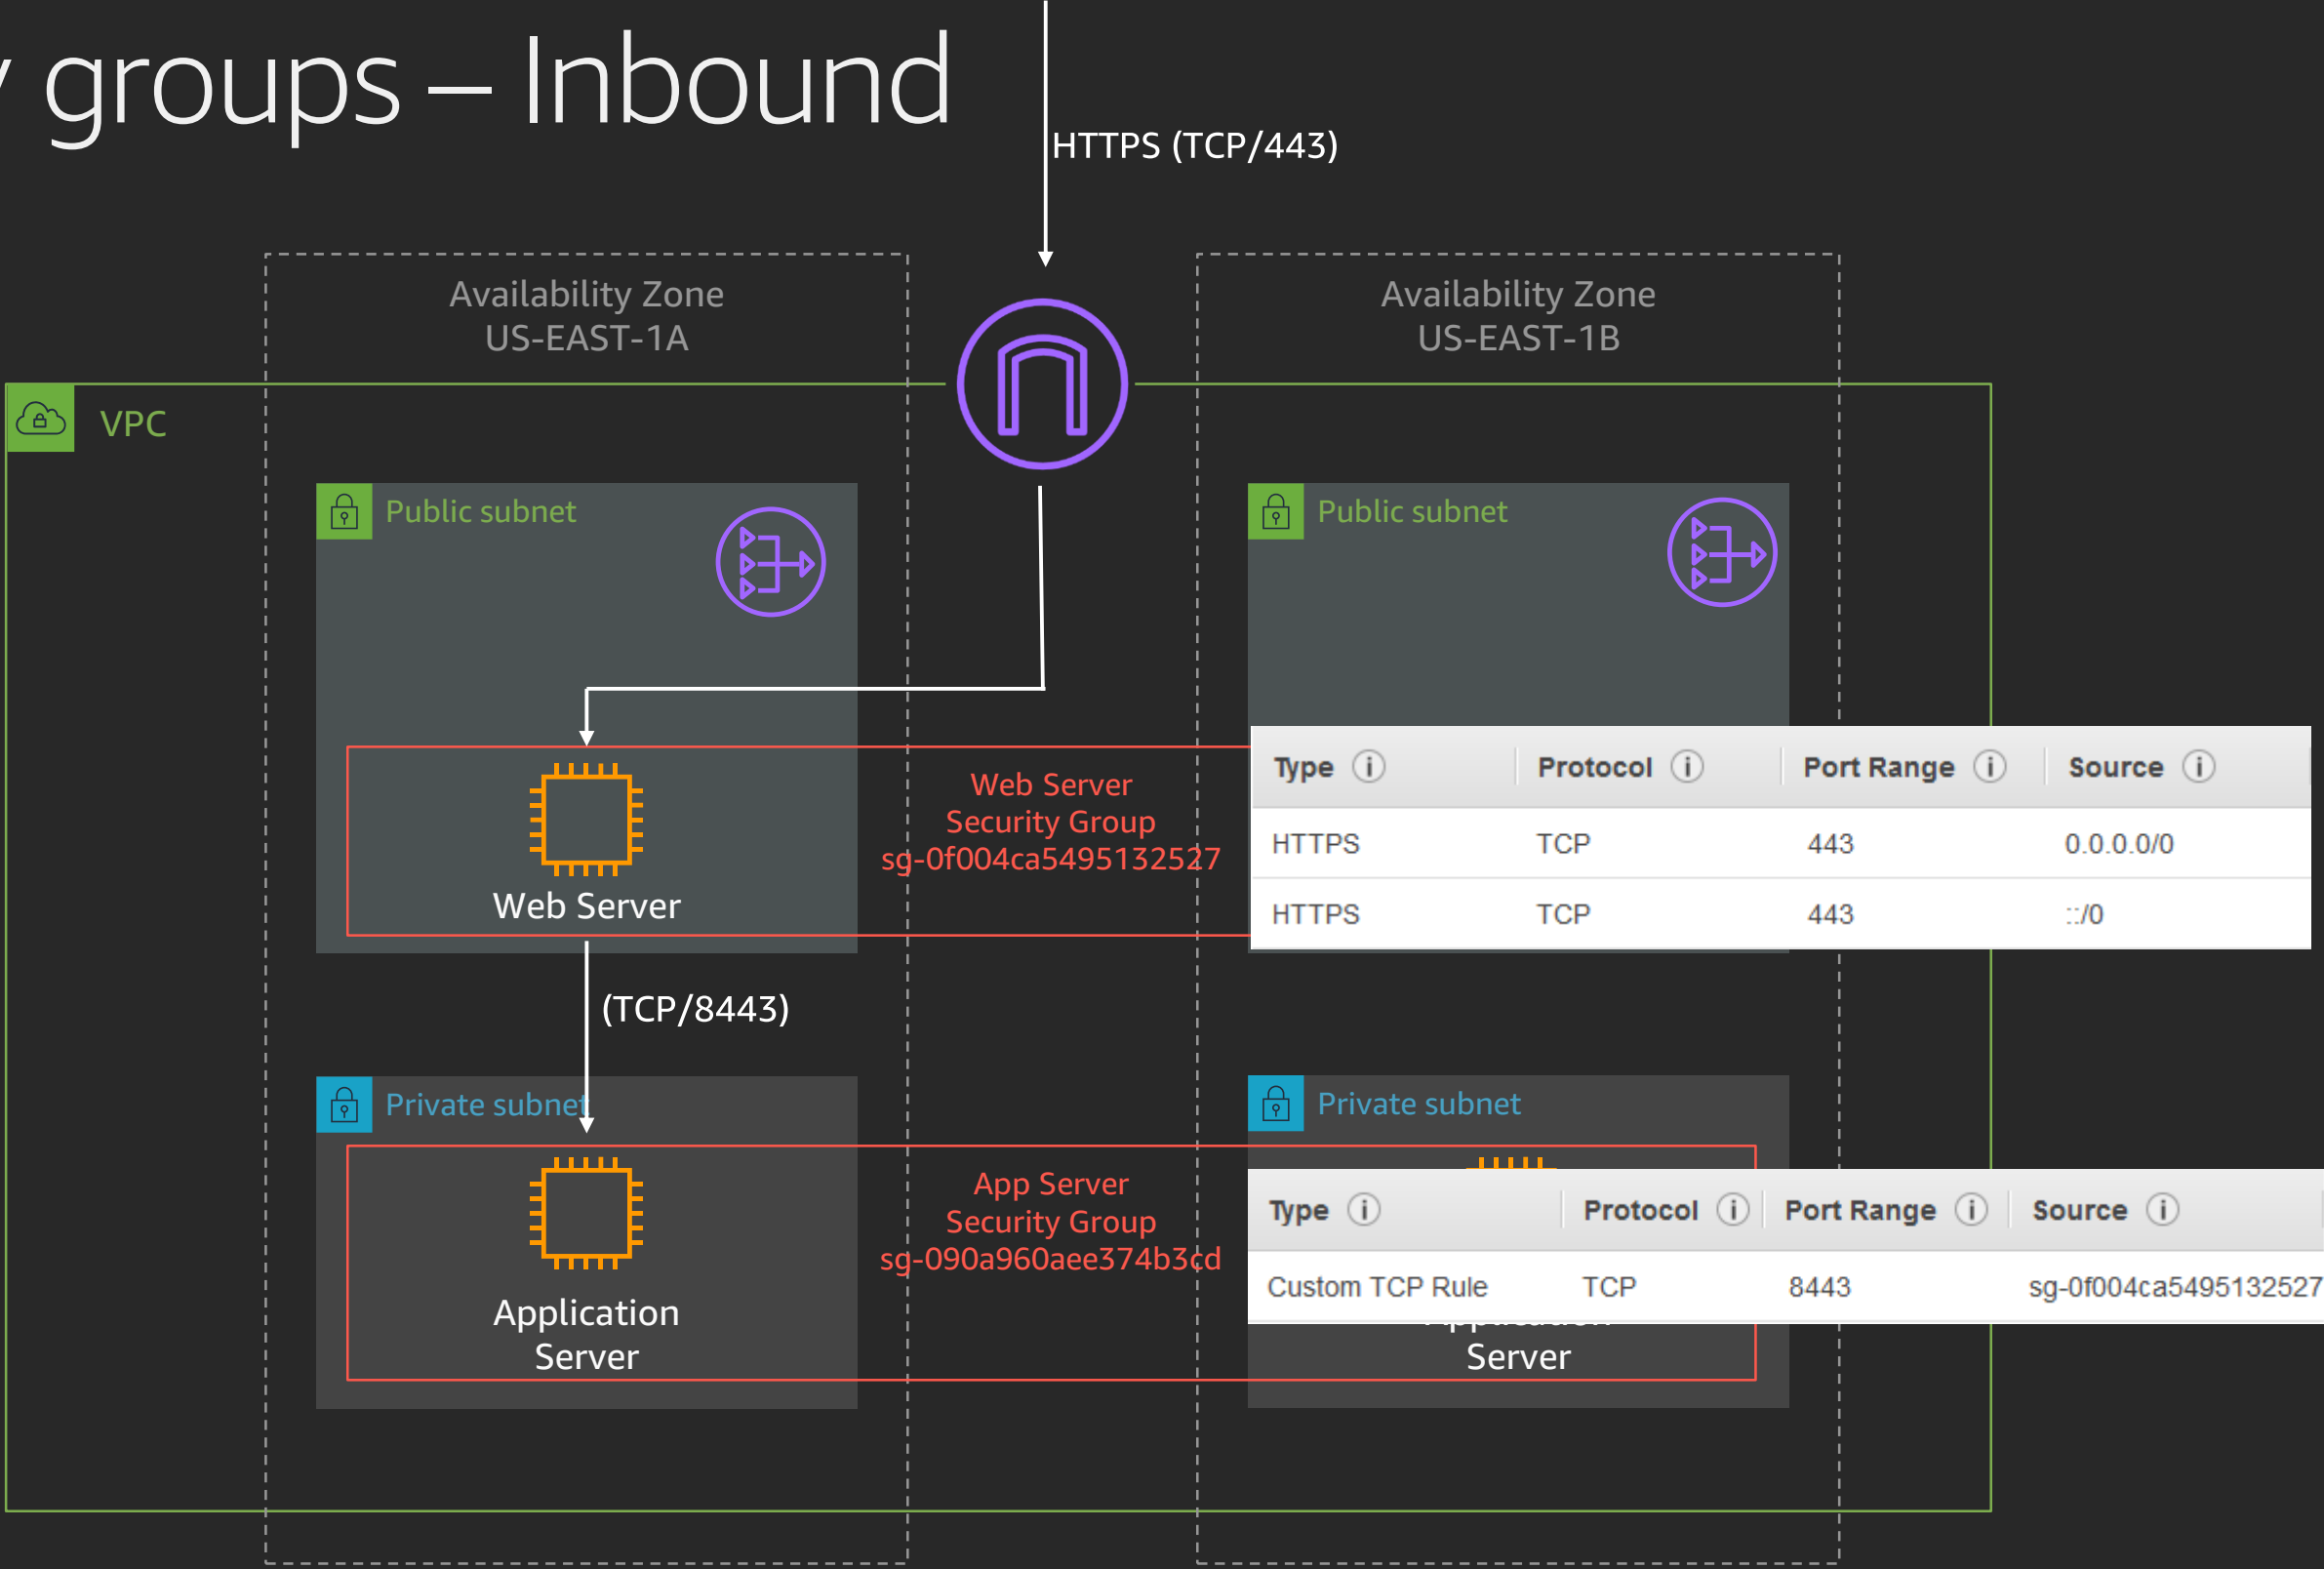 groups – Inbound
HTTPS (TCP/443)
Availability Zone
US-EAST-1A
Availability Zone
US-EAST-1B
VPC
Public subnet
Public subnet
Web Server
Security Group
sg-0f004ca5495132527
Type Protocol Port Range Source
HTTPS TCP 443 0.0.0.0/0
HTTPS TCP 443 ::/0
Web Server
(TCP/8443)
Private subnet
Private subnet
App Server
Security Group
sg-090a960aee374b3cd
Type Protocol Port Range Source
Custom TCP Rule TCP 8443 sg-0f004ca5495132527
Application
Server
Server